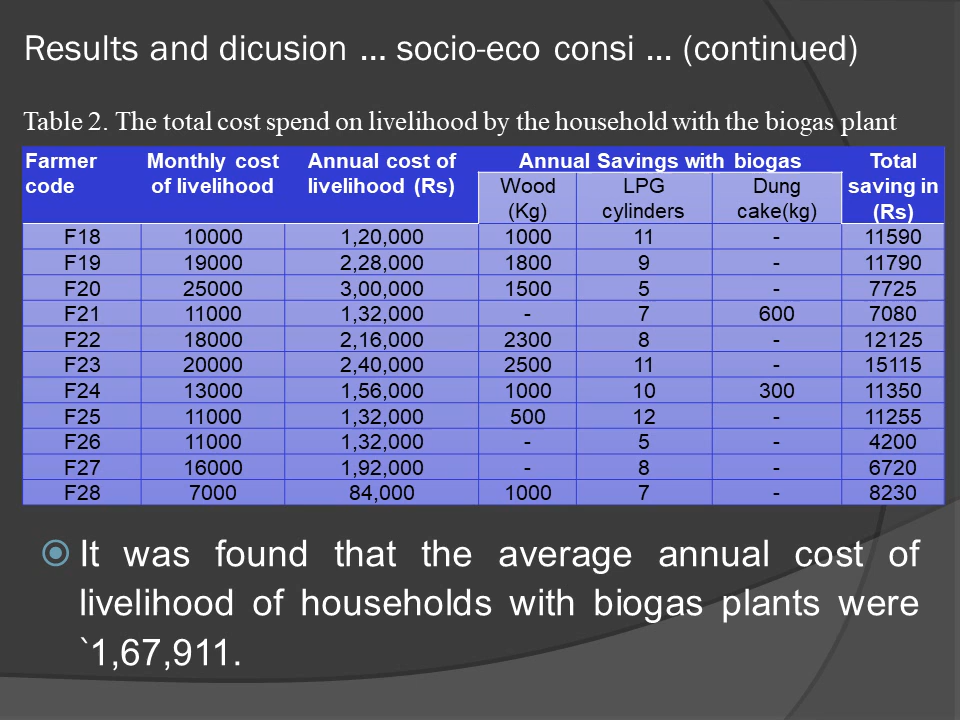 Results and dicusion ... socio-eco consi ... (continued)
Table 2. The total cost spend on livelihood by the household with the biogas plant
Farmer code Monthly cost of livelihood Annual cost of livelihood (Rs) Annual Savings with biogas Total saving in (Rs)
Wood (Kg) LPG cylinders Dung cake(kg)
F18 10000 1,20,000 1000 11 - 11590
F19 19000 2,28,000 1800 9 - 11790
F20 25000 3,00,000 1500 5 - 7725
F21 11000 1,32,000 - 7 600 7080
F22 18000 2,16,000 2300 8 - 12125
F23 20000 2,40,000 2500 11 - 15115
F24 13000 1,56,000 1000 10 300 11350
F25 11000 1,32,000 500 12 - 11255
F26 11000 1,32,000 - 5 - 4200
F27 16000 1,92,000 - 8 - 6720
F28 7000 84,000 1000 7 - 8230
It was found that the average annual cost of
livelihood of households with biogas plants were
`1,67,911.